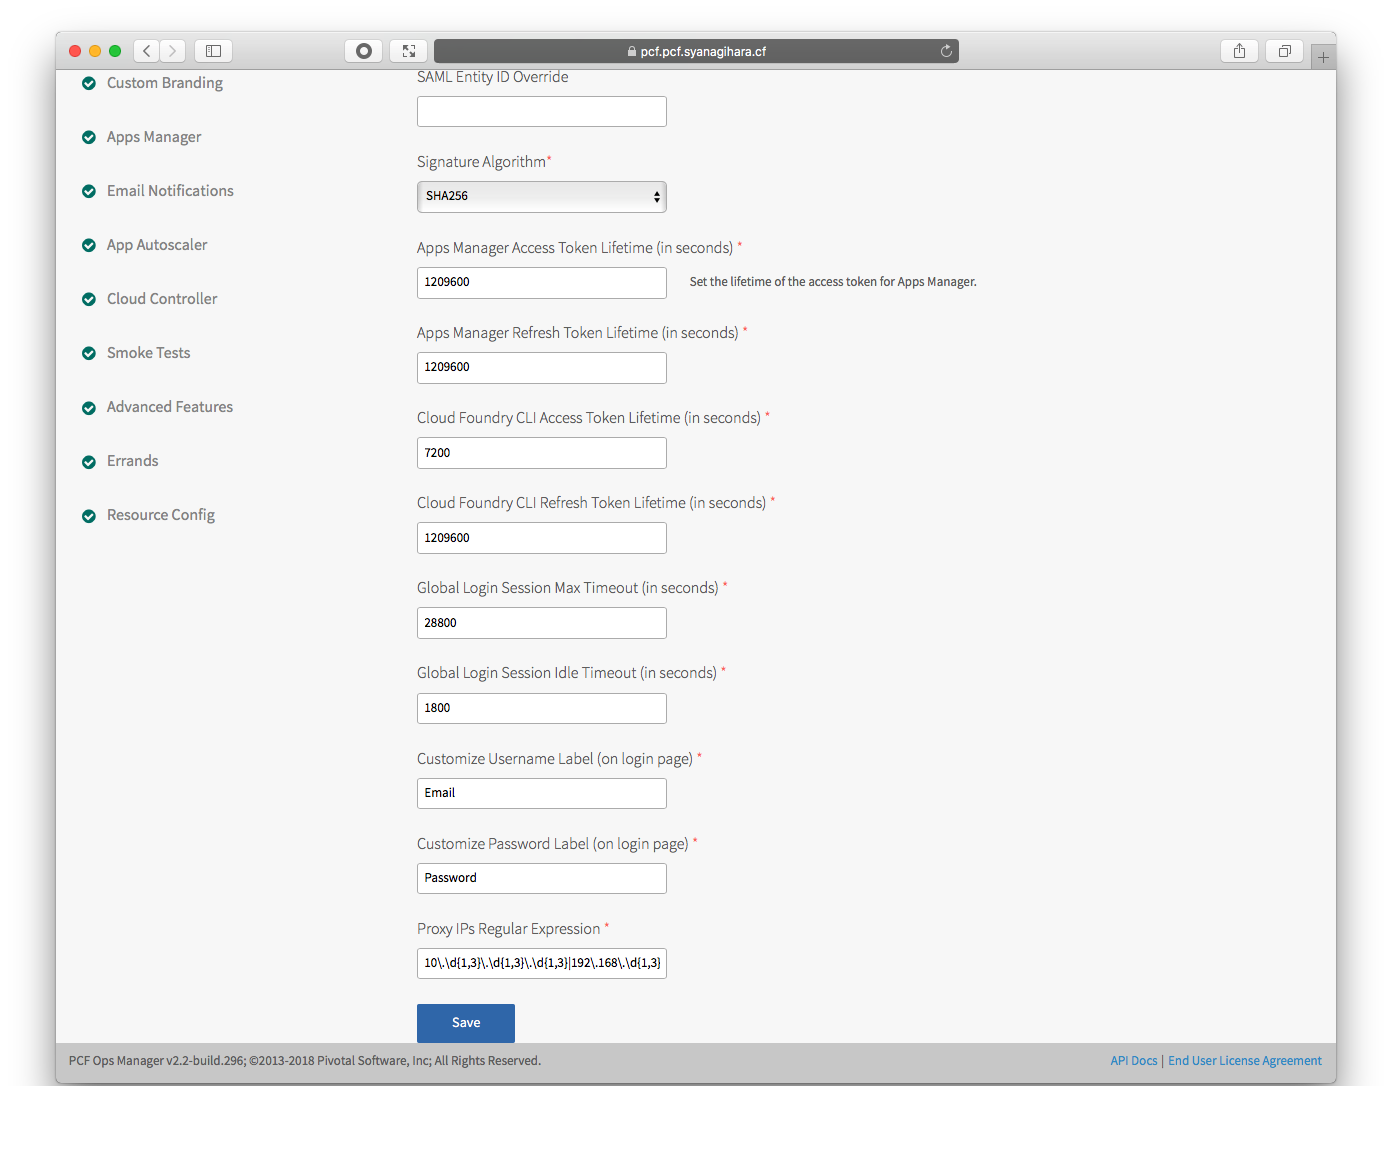 pcf.pcf.syanagihara.cf
Custom Branding
Apps Manager
Email Notifications
App Autoscaler
Cloud Controller
Smoke Tests
Advanced Features
Errands
Resource Config
SAML Entity ID Override
Signature Algorithm*
SHA256
Apps Manager Access Token Lifetime (in seconds) *
1209600
Set the lifetime of the access token for Apps Manager.
Apps Manager Refresh Token Lifetime (in seconds) *
1209600
Cloud Foundry CLI Access Token Lifetime (in seconds) *
7200
Cloud Foundry CLI Refresh Token Lifetime (in seconds) *
1209600
Global Login Session Max Timeout (in seconds) *
28800
Global Login Session Idle Timeout (in seconds) *
1800
Customize Username Label (on login page) *
Email
Customize Password Label (on login page) *
Password
Proxy IPs Regular Expression *
10\.\d{1,3}\.\d{1,3}\.\d{1,3}|192\.168\.\d{1,3}
Save
PCF Ops Manager v2.2-build.296; ©2013-2018 Pivotal Software, Inc; All Rights Reserved.
API Docs | End User License Agreement